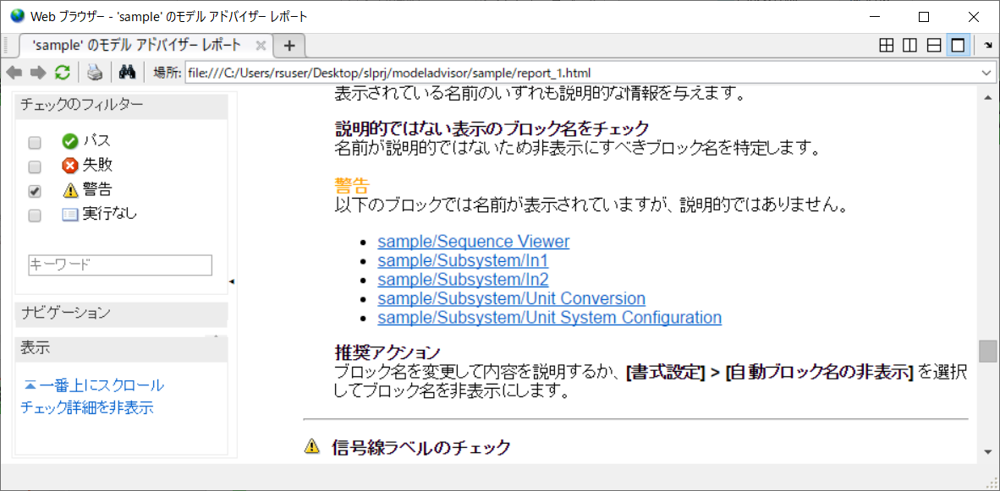 Web ブラウザー - 'sample' のモデル アドバイザー レポート
'sample' のモデル アドバイザー レポート
場所: file:///C:/Users/rsuser/Desktop/slprj/modeladvisor/sample/report_1.html
チェックのフィルター
パス
失敗
警告
実行なし
キーワード
ナビゲーション
表示
一番上にスクロール
チェック詳細を非表示
表示されている名前のいずれも説明的な情報を与えます。
説明的ではない表示のブロック名をチェック
名前が説明的ではないため非表示にすべきブロック名を特定します。
警告
以下のブロックでは名前が表示されていますが、説明的ではありません。
sample/Sequence Viewer
sample/Subsystem/In1
sample/Subsystem/In2
sample/Subsystem/Unit Conversion
sample/Subsystem/Unit System Configuration
推奨アクション
ブロック名を変更して内容を説明するか、[書式設定] > [自動ブロック名の非表示] を選択
してブロック名を非表示にします。
信号線ラベルのチェック